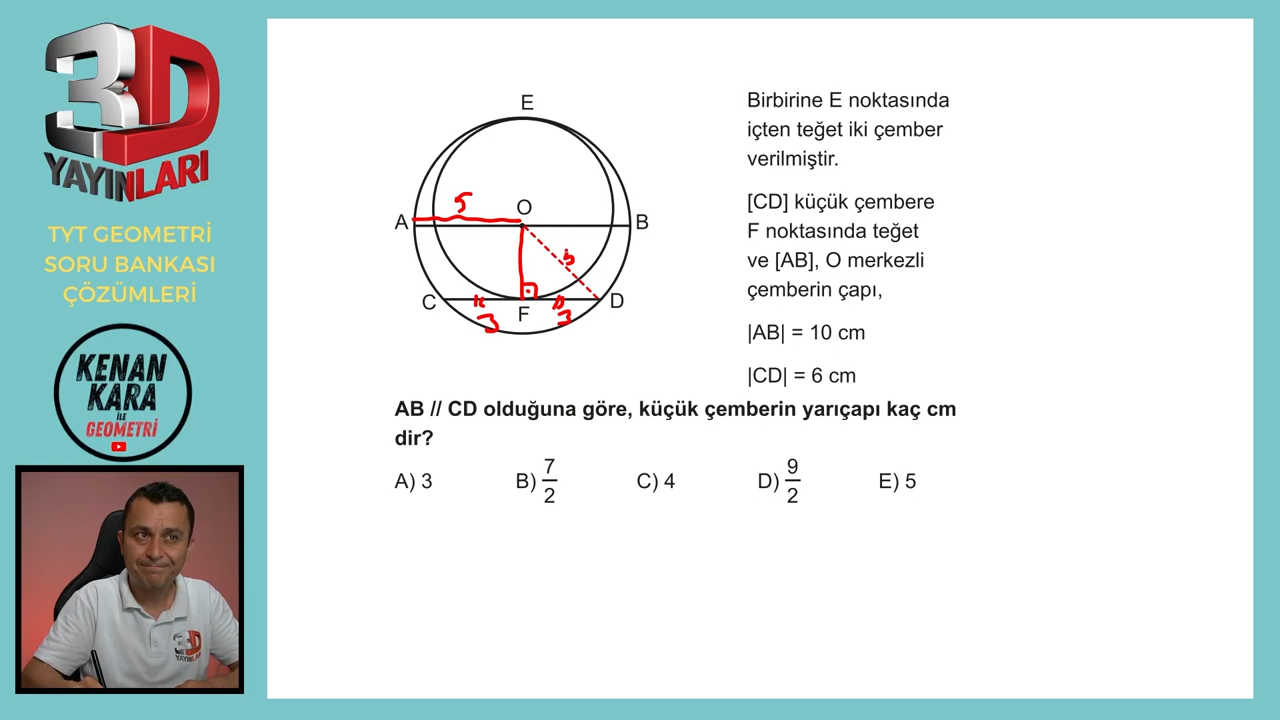 3D
YAYINLARI
TYT GEOMETRİ
SORU BANKASI
ÇÖZÜMLERİ
KENAN
KARA
İLE
GEOMETRİ
3D
YAYINLARI
E
5
O
A
B
5
C
D
F
3
3
Birbirine E noktasında
içten teğet iki çember
verilmiştir.
[CD] küçük çembere
F noktasında teğet
ve [AB], O merkezli
çemberin çapı,
|AB| = 10 cm
|CD| = 6 cm
AB // CD olduğuna göre, küçük çemberin yarıçapı kaç cm
dir?
A) 3 B) 7/2 C) 4 D) 9/2 E) 5